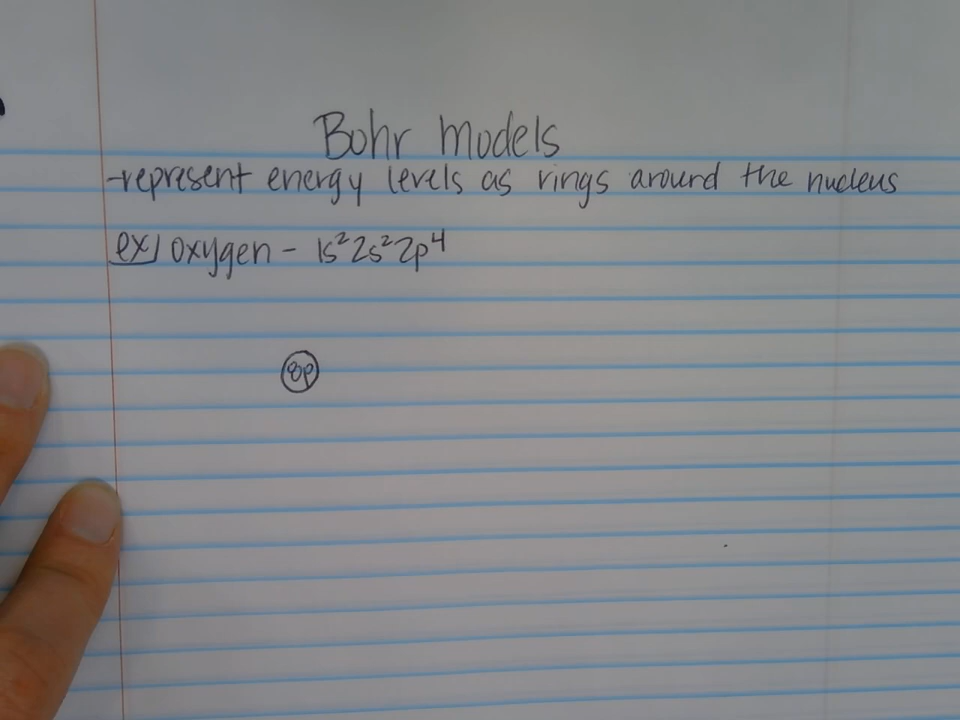 Bohr Models
-represent energy levels as rings around the nucleus
ex) oxygen - 1s²2s²2p⁴
8p